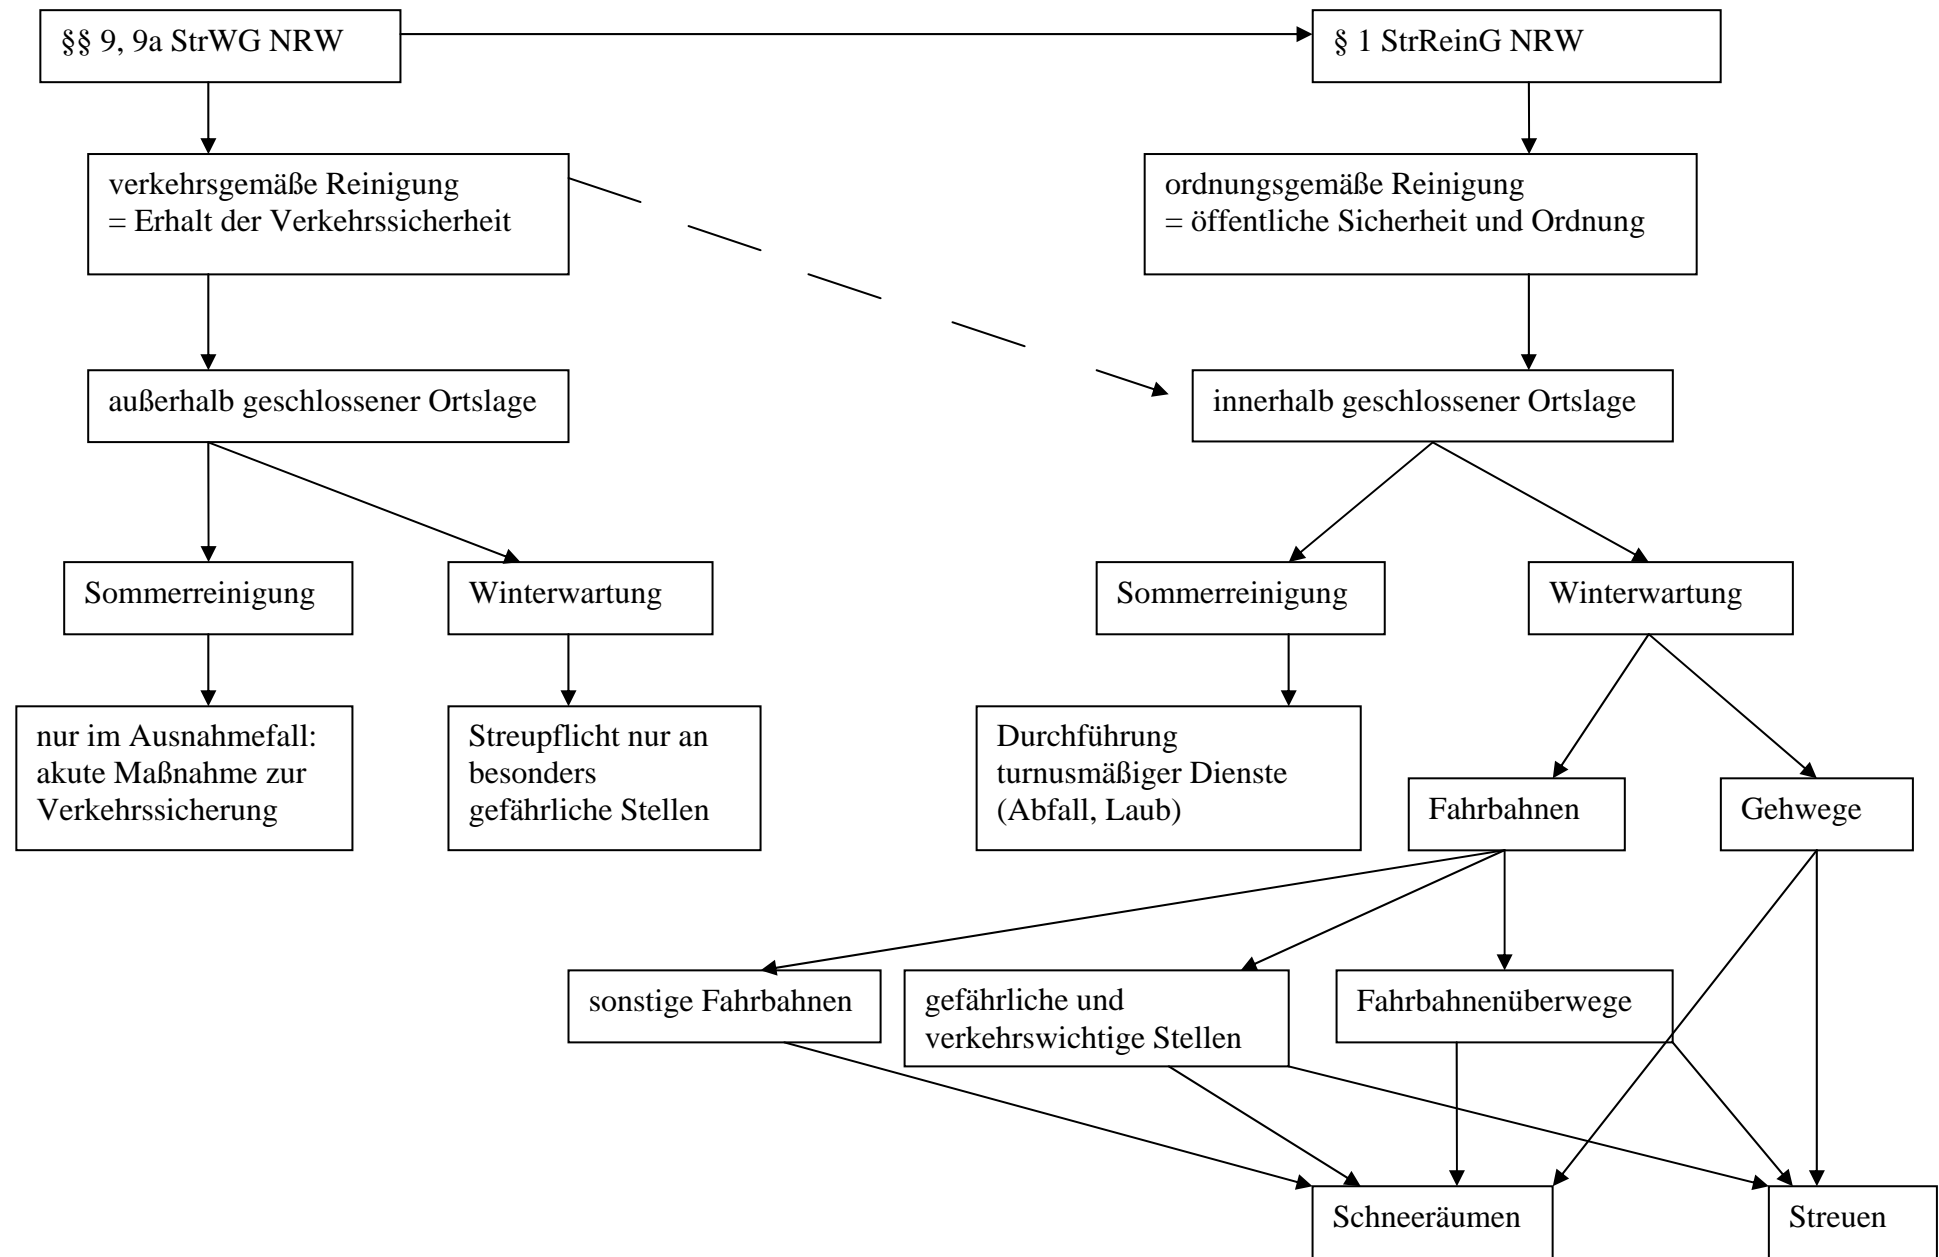 §§ 9, 9a StrWG NRW
§ 1 StrReinG NRW
verkehrsgemäße Reinigung
= Erhalt der Verkehrssicherheit
ordnungsgemäße Reinigung
= öffentliche Sicherheit und Ordnung
außerhalb geschlossener Ortslage
innerhalb geschlossener Ortslage
Sommerreinigung
Winterwartung
Sommerreinigung
Winterwartung
nur im Ausnahmefall:
akute Maßnahme zur
Verkehrssicherung
Streupflicht nur an
besonders
gefährliche Stellen
Durchführung
turnusmäßiger Dienste
(Abfall, Laub)
Fahrbahnen
Gehwege
sonstige Fahrbahnen
gefährliche und
verkehrswichtige Stellen
Fahrbahnenüberwege
Schneeräumen
Streuen